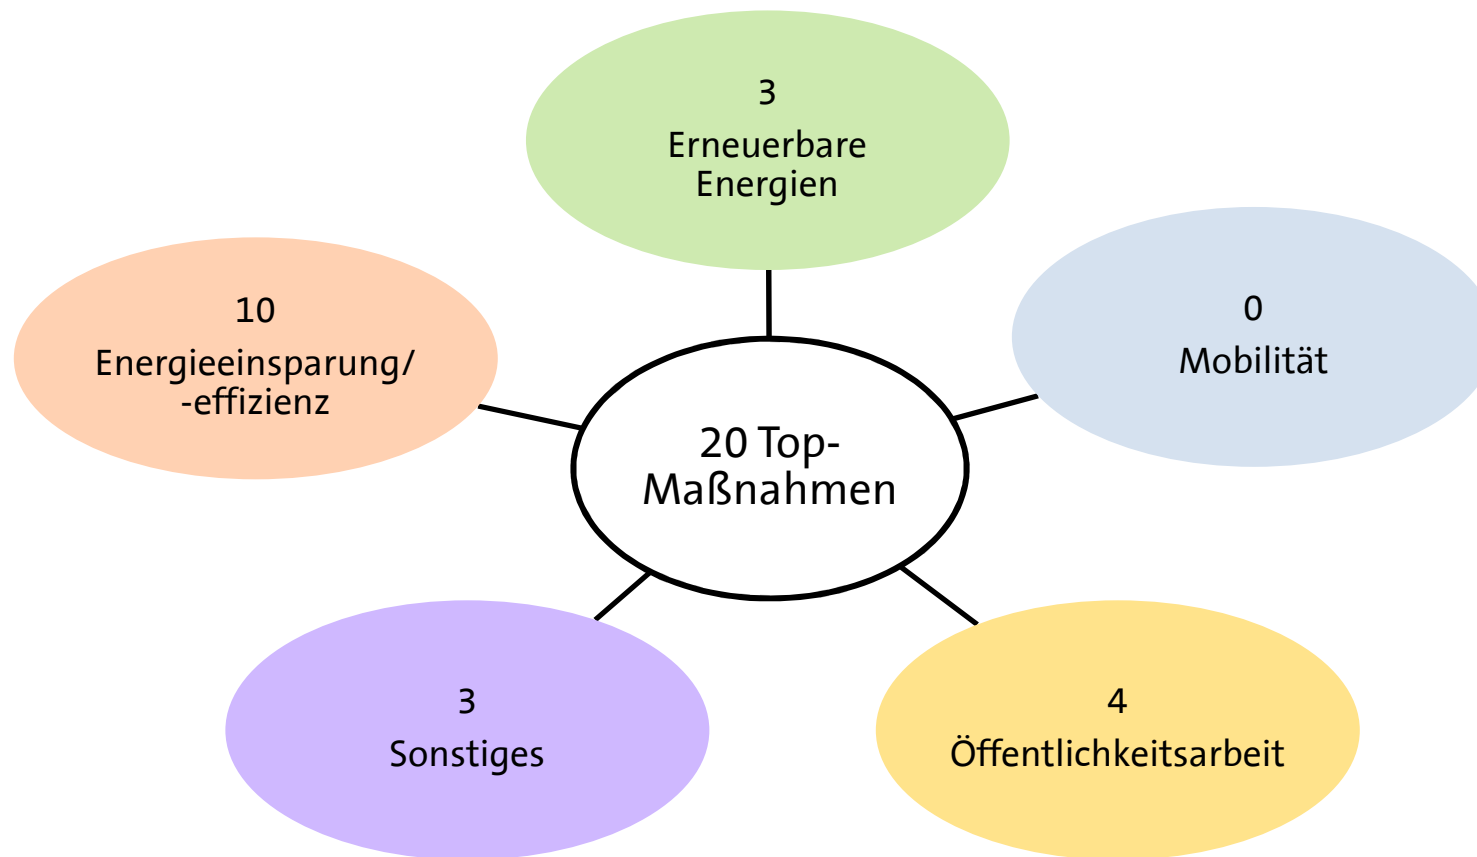 3
Erneuerbare
Energien
10
Energieeinsparung/
-effizienz
0
Mobilität
20 Top-
Maßnahmen
3
Sonstiges
4
Öffentlichkeitsarbeit